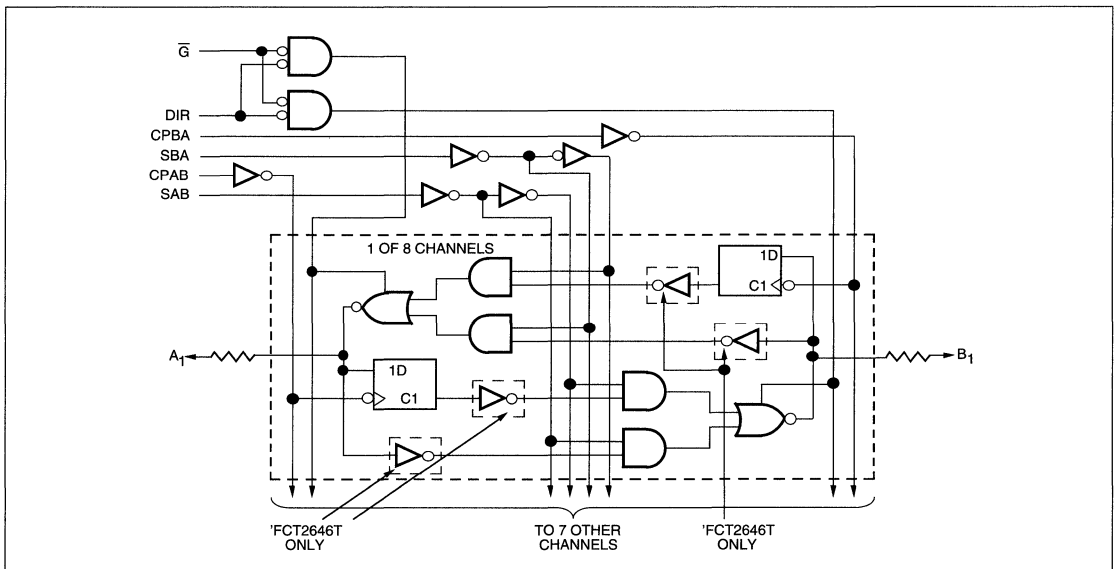 G̅
DIR
CPBA
SBA
CPAB
SAB
1 OF 8 CHANNELS
1D
C1
A1
B1
1D
C1
'FCT2646T
ONLY
TO 7 OTHER
CHANNELS
'FCT2646T
ONLY